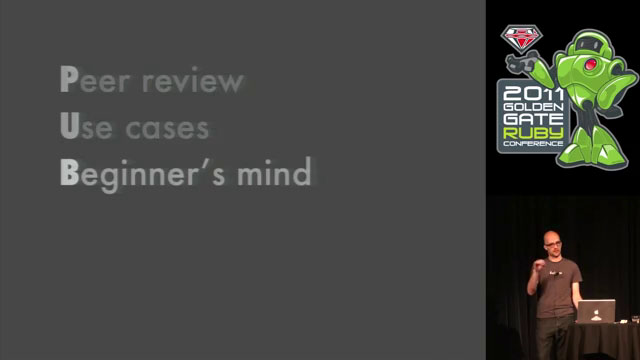 Peer review
Use cases
Beginner's mind
2011
GOLDEN
GATE
RUBY
CONFERENCE